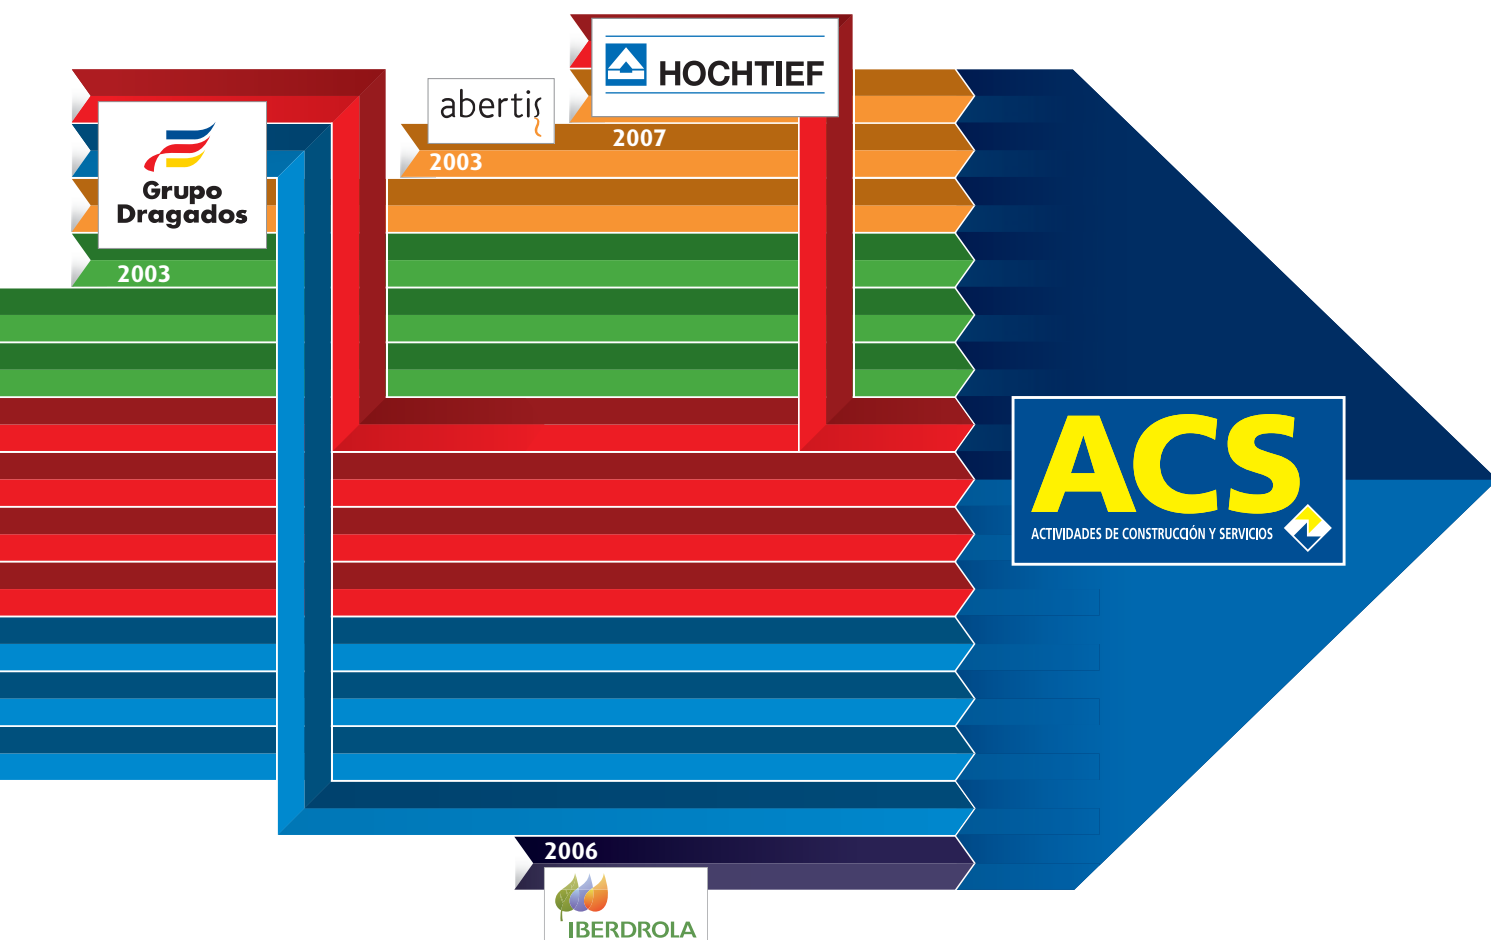 HOCHTIEF
2007
abertis
2003
Grupo
Dragados
2003
ACS
ACTIVIDADES DE CONSTRUCCIÓN Y SERVICIOS
2006
IBERDROLA